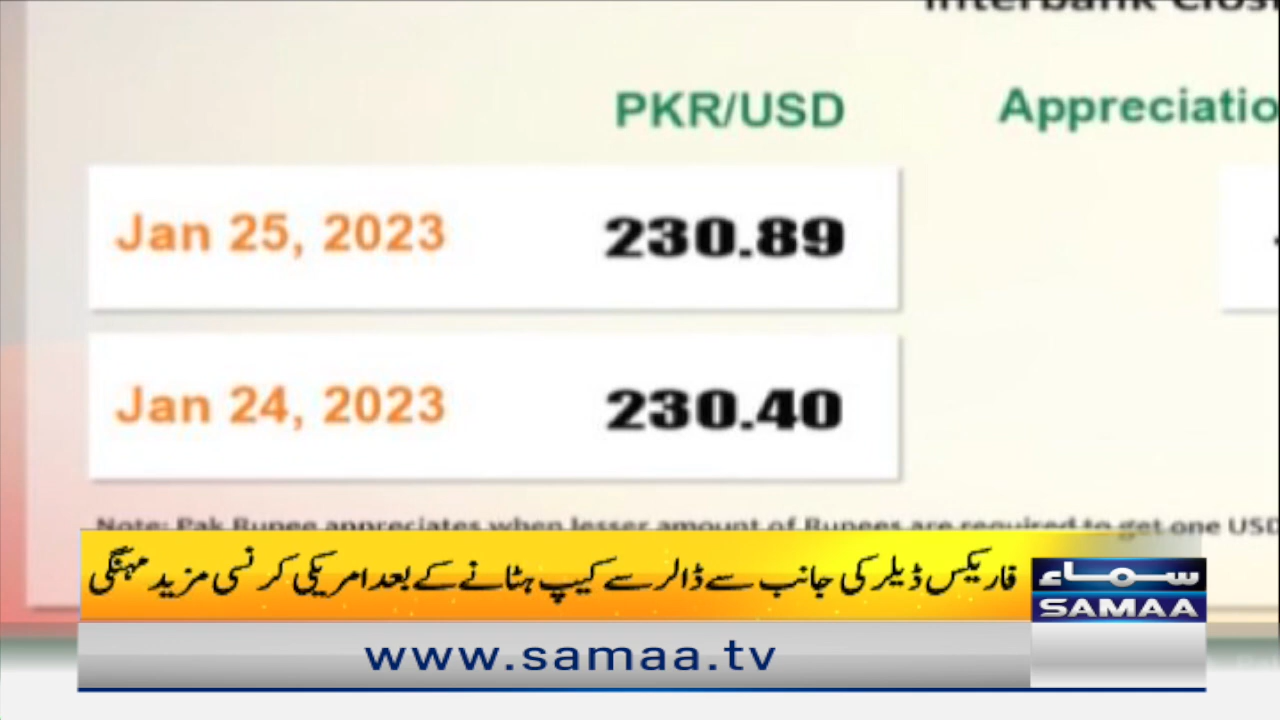 Interbank Closi
PKR/USD Appreciatio
Jan 25, 2023 230.89
Jan 24, 2023 230.40
Note: Pak Rupee appreciates when lesser amount of Rupees are required to get one USD
فاریکس ڈیلر کی جانب سے ڈالر سے کیپ ہٹانے کے بعد امریکی کرنسی مزید مہنگی
سماء
SAMAA
www.samaa.tv